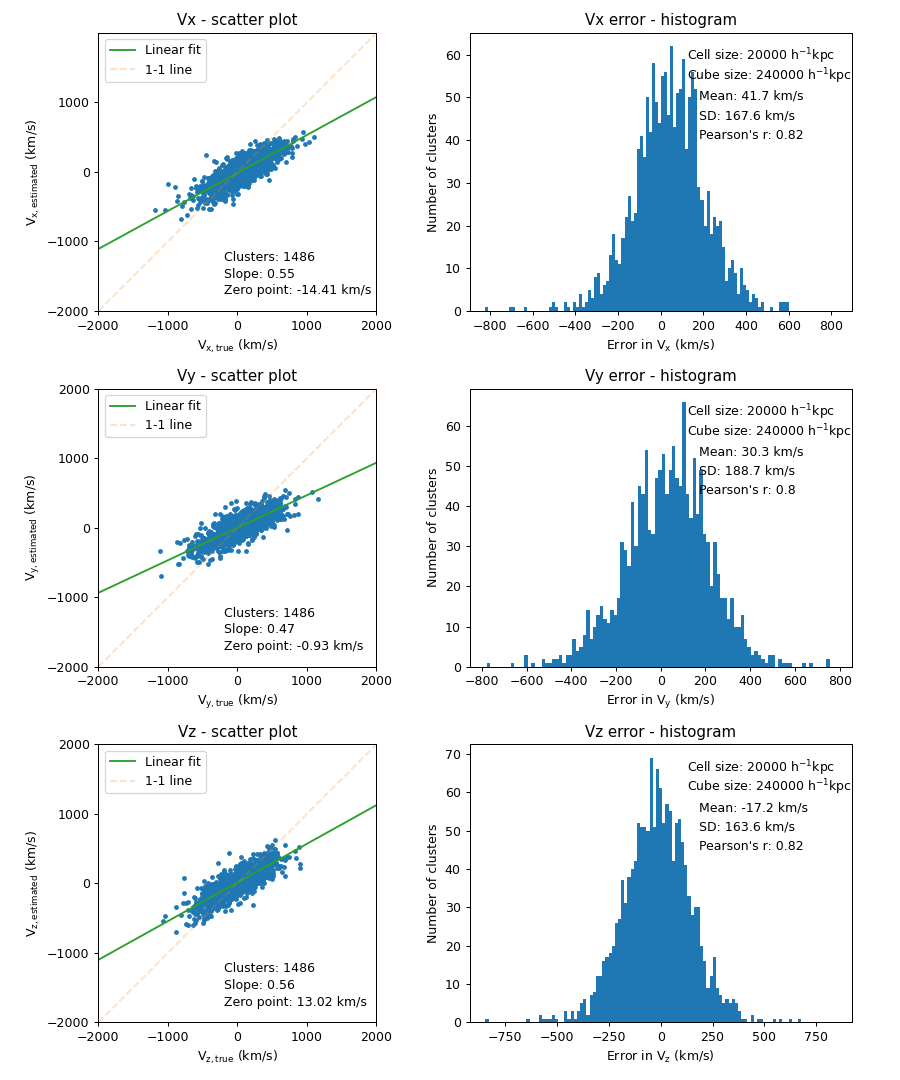 Vx - scatter plot
Linear fit
1-1 line
V_x, estimated (km/s)
1000
0
−1000
−2000
Clusters: 1486
Slope: 0.55
Zero point: -14.41 km/s
−2000 −1000 0 1000 2000
V_x, true (km/s)
Vx error - histogram
Cell size: 20000 h⁻¹kpc
Cube size: 240000 h⁻¹kpc
Mean: 41.7 km/s
SD: 167.6 km/s
Pearson's r: 0.82
Number of clusters
60
50
40
30
20
10
0
−800 −600 −400 −200 0 200 400 600 800
Error in V_x (km/s)
Vy - scatter plot
Linear fit
1-1 line
V_y, estimated (km/s)
2000
1000
0
−1000
−2000
Clusters: 1486
Slope: 0.47
Zero point: -0.93 km/s
−2000 −1000 0 1000 2000
V_y, true (km/s)
Vy error - histogram
Cell size: 20000 h⁻¹kpc
Cube size: 240000 h⁻¹kpc
Mean: 30.3 km/s
SD: 188.7 km/s
Pearson's r: 0.8
Number of clusters
60
50
40
30
20
10
0
−800 −600 −400 −200 0 200 400 600 800
Error in V_y (km/s)
Vz - scatter plot
Linear fit
1-1 line
V_z, estimated (km/s)
2000
1000
0
−1000
−2000
Clusters: 1486
Slope: 0.56
Zero point: 13.02 km/s
−2000 −1000 0 1000 2000
V_z, true (km/s)
Vz error - histogram
Cell size: 20000 h⁻¹kpc
Cube size: 240000 h⁻¹kpc
Mean: -17.2 km/s
SD: 163.6 km/s
Pearson's r: 0.82
Number of clusters
70
60
50
40
30
20
10
0
−750 −500 −250 0 250 500 750
Error in V_z (km/s)